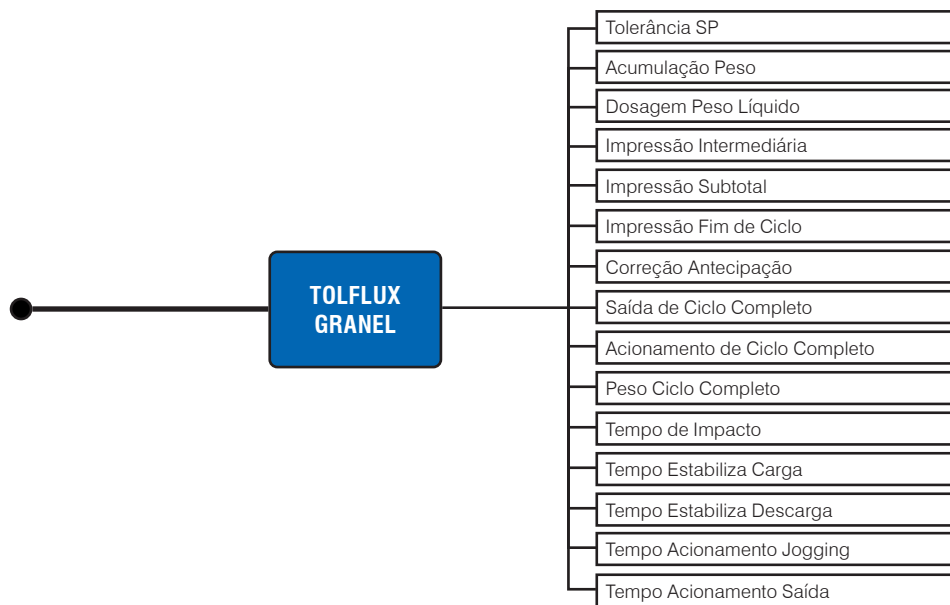 Tolerância SP
Acumulação Peso
Dosagem Peso Líquido
Impressão Intermediária
Impressão Subtotal
Impressão Fim de Ciclo
TOLFLUX
GRANEL
Correção Antecipação
Saída de Ciclo Completo
Acionamento de Ciclo Completo
Peso Ciclo Completo
Tempo de Impacto
Tempo Estabiliza Carga
Tempo Estabiliza Descarga
Tempo Acionamento Jogging
Tempo Acionamento Saída